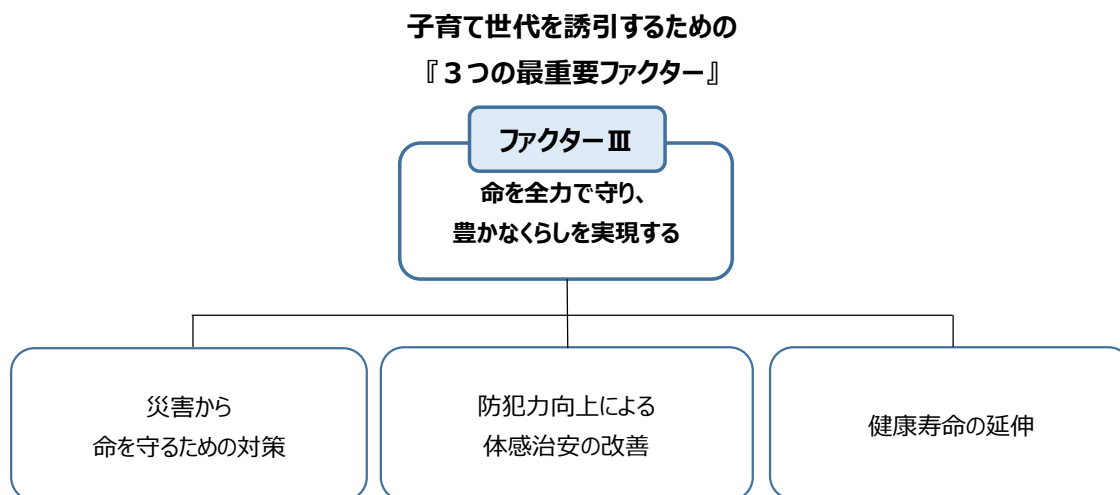 子育て世代を誘引するための
『３つの最重要ファクター』
ファクターⅢ
命を全力で守り、
豊かなくらしを実現する
災害から
命を守るための対策
防犯力向上による
体感治安の改善
健康寿命の延伸